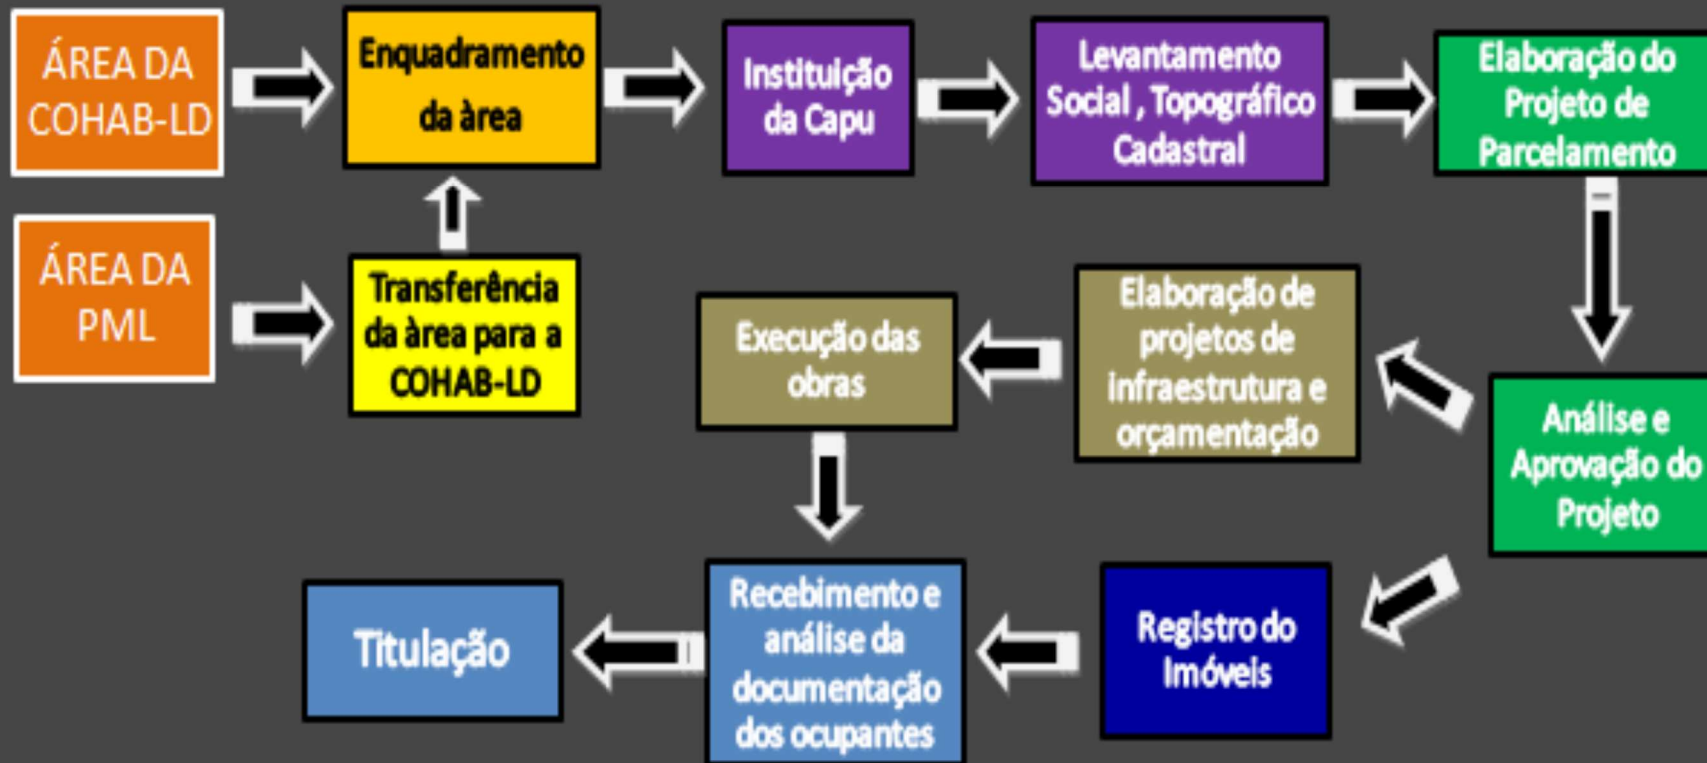 ÁREA DA
COHAB-LD
Enquadramento
da àrea
Instituição
da Capu
Levantamento
Social , Topográfico
Cadastral
Elaboração do
Projeto de
Parcelamento
ÁREA DA
PML
Transferência
da àrea para a
COHAB-LD
Execução das
obras
Elaboração de
projetos de
infraestrutura e
orçamentação
Análise e
Aprovação do
Projeto
Titulação
Recebimento e
análise da
documentação
dos ocupantes
Registro do
Imóveis